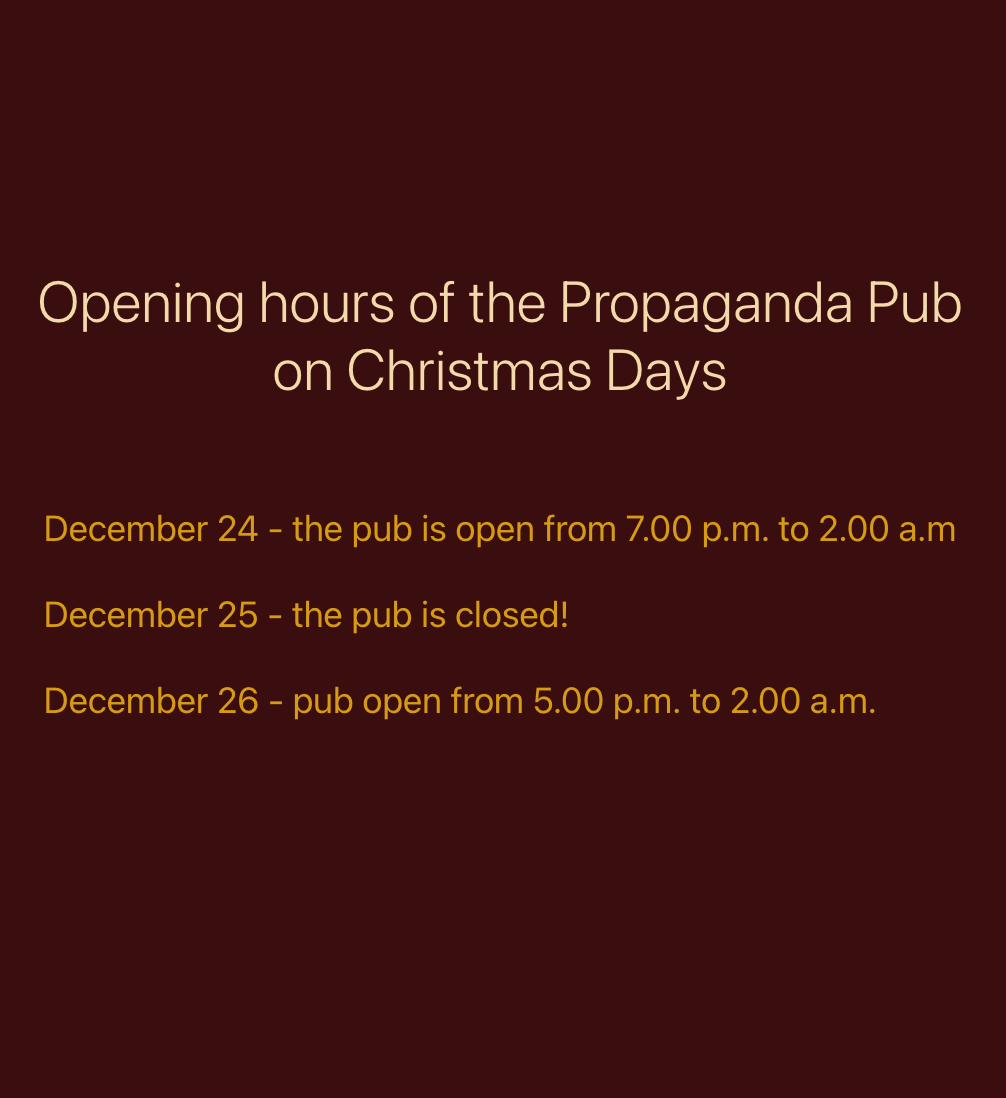 Opening hours of the Propaganda Pub
on Christmas Days
December 24 - the pub is open from 7.00 p.m. to 2.00 a.m
December 25 - the pub is closed!
December 26 - pub open from 5.00 p.m. to 2.00 a.m.